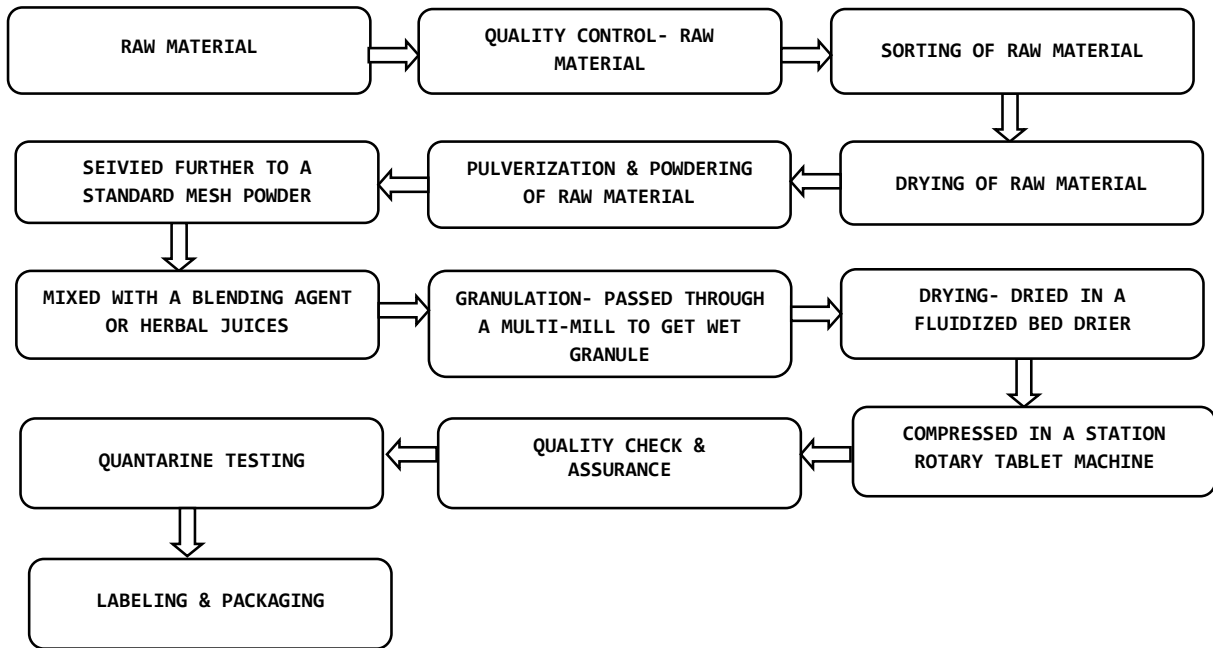 RAW MATERIAL
QUALITY CONTROL- RAW
MATERIAL
SORTING OF RAW MATERIAL
DRYING OF RAW MATERIAL
PULVERIZATION & POWDERING
OF RAW MATERIAL
SEIVIED FURTHER TO A
STANDARD MESH POWDER
MIXED WITH A BLENDING AGENT
OR HERBAL JUICES
GRANULATION- PASSED THROUGH
A MULTI-MILL TO GET WET
GRANULE
DRYING- DRIED IN A
FLUIDIZED BED DRIER
COMPRESSED IN A STATION
ROTARY TABLET MACHINE
QUALITY CHECK &
ASSURANCE
QUANTARINE TESTING
LABELING & PACKAGING